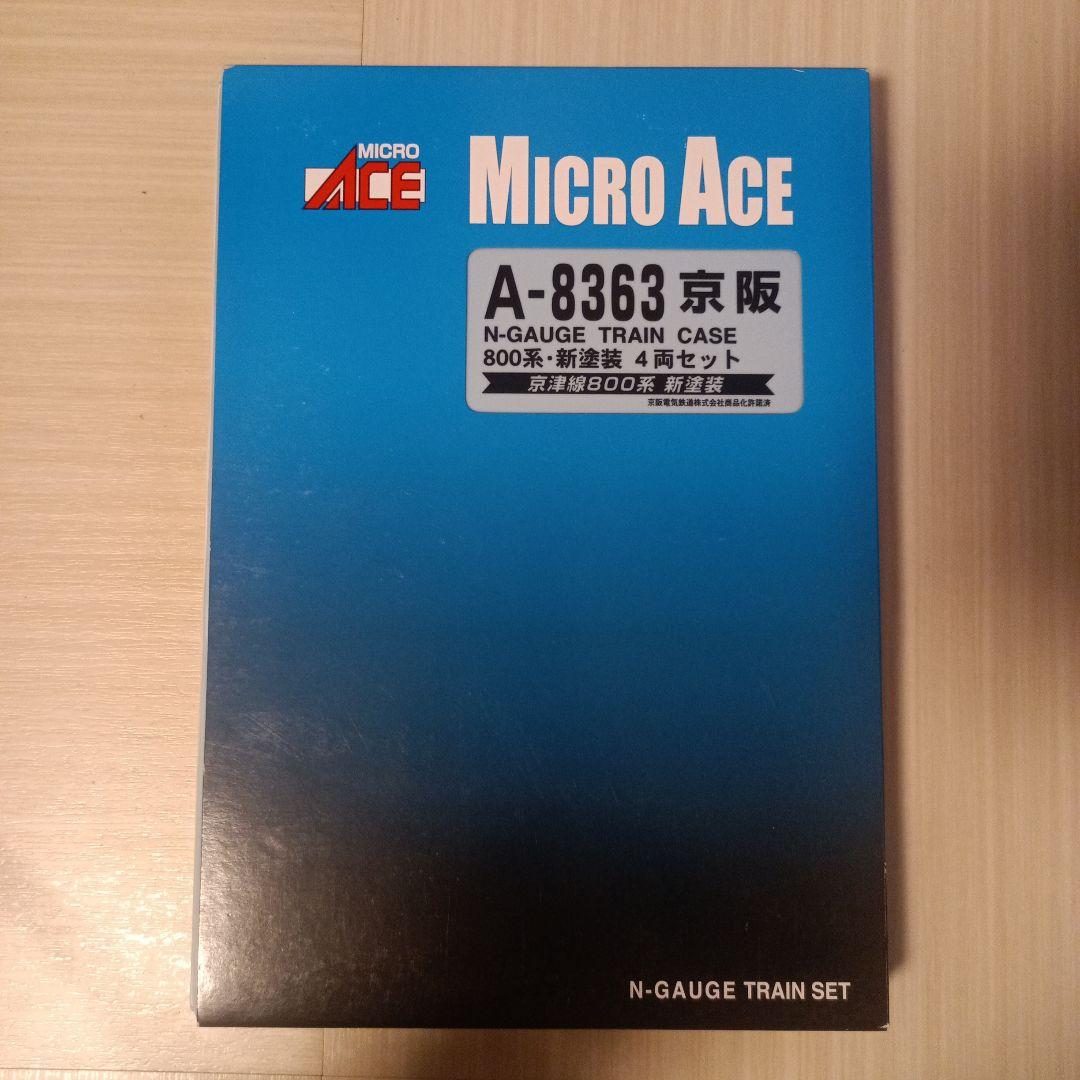 MICRO
ACE
MICRO ACE
A-8363 京阪
N-GAUGE TRAIN CASE
800系・新塗装 4両セット
京津線800系 新塗装
京阪電気鉄道株式会社商品化許諾済
N-GAUGE TRAIN SET